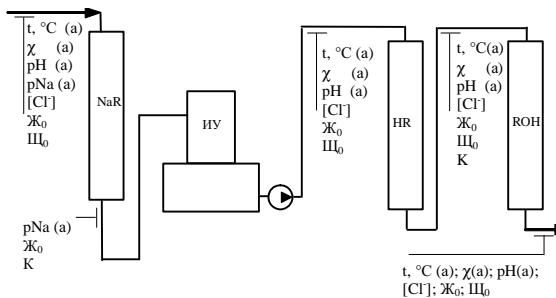 t, °C (a)
χ (a)
pH (a)
pNa (a)
[Cl⁻]
Ж₀
Щ₀
NaR
pNa (a)
Ж₀
К
ИУ
t, °C (a)
χ (a)
pH (a)
[Cl⁻]
Ж₀
Щ₀
HR
t, °C(a)
χ (a)
pH (a)
[Cl⁻]
Ж₀
Щ₀
К
ROH
t, °C (a); χ(a); pH(a);
[Cl⁻]; Ж₀; Щ₀